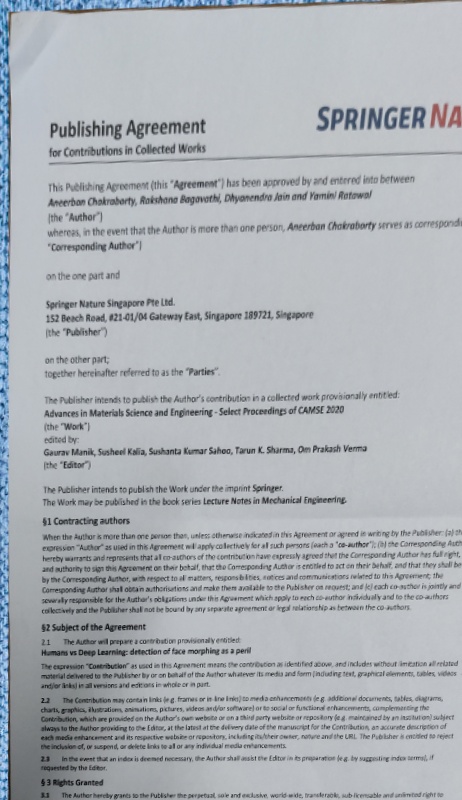 Publishing Agreement
SPRINGER NA
for Contributions in Collected Works
This Publishing Agreement (this "Agreement") has been approved by and entered into between
Aneerban Chakraborty, Rakshana Bagavathi, Dhyanendra Jain and Yamini Ratawal
(the "Author")
whereas, in the event that the Author is more than one person, Aneerban Chakraborty serves as correspondi
"Corresponding Author")
on the one part and
Springer Nature Singapore Pte Ltd.
152 Beach Road, #21-01/04 Gateway East, Singapore 189721, Singapore
(the "Publisher")
on the other part;
together hereinafter referred to as the "Parties".
The Publisher intends to publish the Author's contribution in a collected work provisionally entitled:
Advances in Materials Science and Engineering - Select Proceedings of CAMSE 2020
(the "Work")
edited by:
Gaurav Manik, Susheel Kalia, Sushanta Kumar Sahoo, Tarun K. Sharma, Om Prakash Verma
(the "Editor")
The Publisher intends to publish the Work under the imprint Springer.
The Work may be published in the book series Lecture Notes in Mechanical Engineering.
§1 Contracting authors
When the Author is more than one person then, unless otherwise indicated in this Agreement or agreed in writing by the Publisher: (a) th
expression "Author" as used in this Agreement will apply collectively for all such persons (each a "co-author"); (b) the Corresponding Auth
hereby warrants and represents that all co-authors of the contribution have expressly agreed that the Corresponding Author has full right,
and authority to sign this Agreement on their behalf, that the Corresponding Author is entitled to act on their behalf, and that they shall be
by the Corresponding Author, with respect to all matters, responsibilities, notices and communications related to this Agreement; the
Corresponding Author shall obtain authorisations and make them available to the Publisher on request; and (c) each co-author is jointly and
severally responsible for the Author's obligations under this Agreement which apply to each co-author individually and to the co-authors
collectively and the Publisher shall not be bound by any separate agreement or legal relationship as between the co-authors.
§2 Subject of the Agreement
2.1 The Author will prepare a contribution provisionally entitled:
Humans vs Deep Learning: detection of face morphing as a peril
The expression "Contribution" as used in this Agreement means the contribution as identified above, and includes without limitation all related
material delivered to the Publisher by or on behalf of the Author whatever its media and form (including text, graphical elements, tables, videos
and/or links) in all versions and editions in whole or in part.
2.2 The Contribution may contain links (e.g. frames or in-line links) to media enhancements (e.g. additional documents, tables, diagrams,
charts, graphics, illustrations, animations, pictures, videos and/or software) or to social or functional enhancements, complementing the
Contribution, which are provided on the Author's own website or on a third party website or repository (e.g. maintained by an institution) subject
always to the Author providing to the Editor, at the latest at the delivery date of the manuscript for the Contribution, an accurate description of
each media enhancement and its respective website or repository, including its/their owner, nature and the URL. The Publisher is entitled to reject
the inclusion of, or suspend, or delete links to all or any individual media enhancements.
2.3 In the event that an index is deemed necessary, the Author shall assist the Editor in its preparation (e.g. by suggesting index terms), if
requested by the Editor.
§3 Rights Granted
3.1 The Author hereby grants to the Publisher the perpetual, sole and exclusive, world-wide, transferable, sub-licensable and unlimited right to